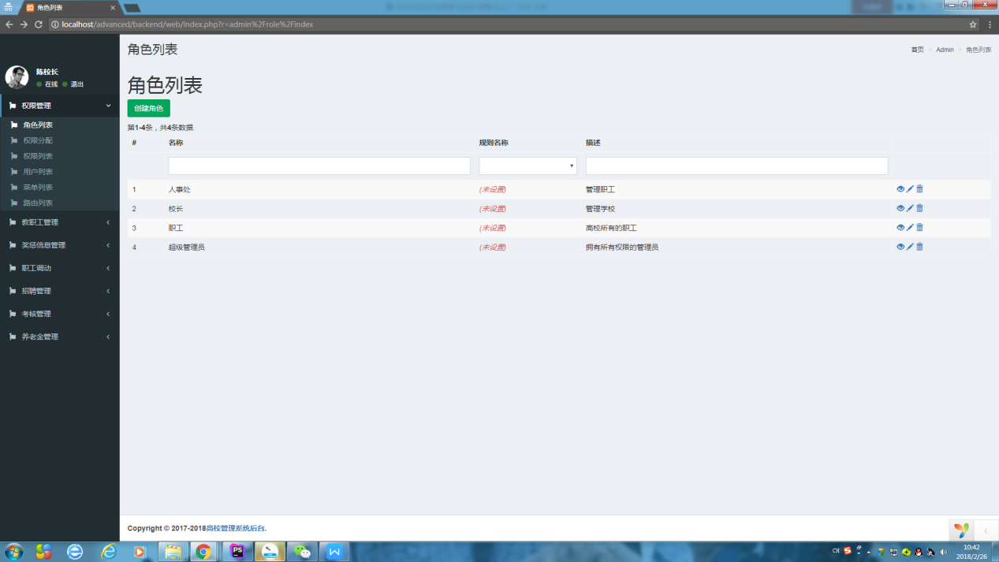 角色列表
localhost/advanced/backend/web/index.php?r=admin%2Frole%2Findex
陈校长
在线 退出
权限管理
角色列表
权限分配
权限列表
用户列表
菜单列表
路由列表
教职工管理
奖惩信息管理
职工调动
招聘管理
考核管理
养老金管理
角色列表
首页 > Admin > 角色列表
角色列表
创建角色
第1-4条，共4条数据.
# 名称 规则名称 描述
1 人事处 (未设置) 管理职工
2 校长 (未设置) 管理学校
3 职工 (未设置) 高校所有的职工
4 超级管理员 (未设置) 拥有所有权限的管理员
Copyright © 2017-2018高校管理系统后台.
PS
CH
10:42
2018/2/26